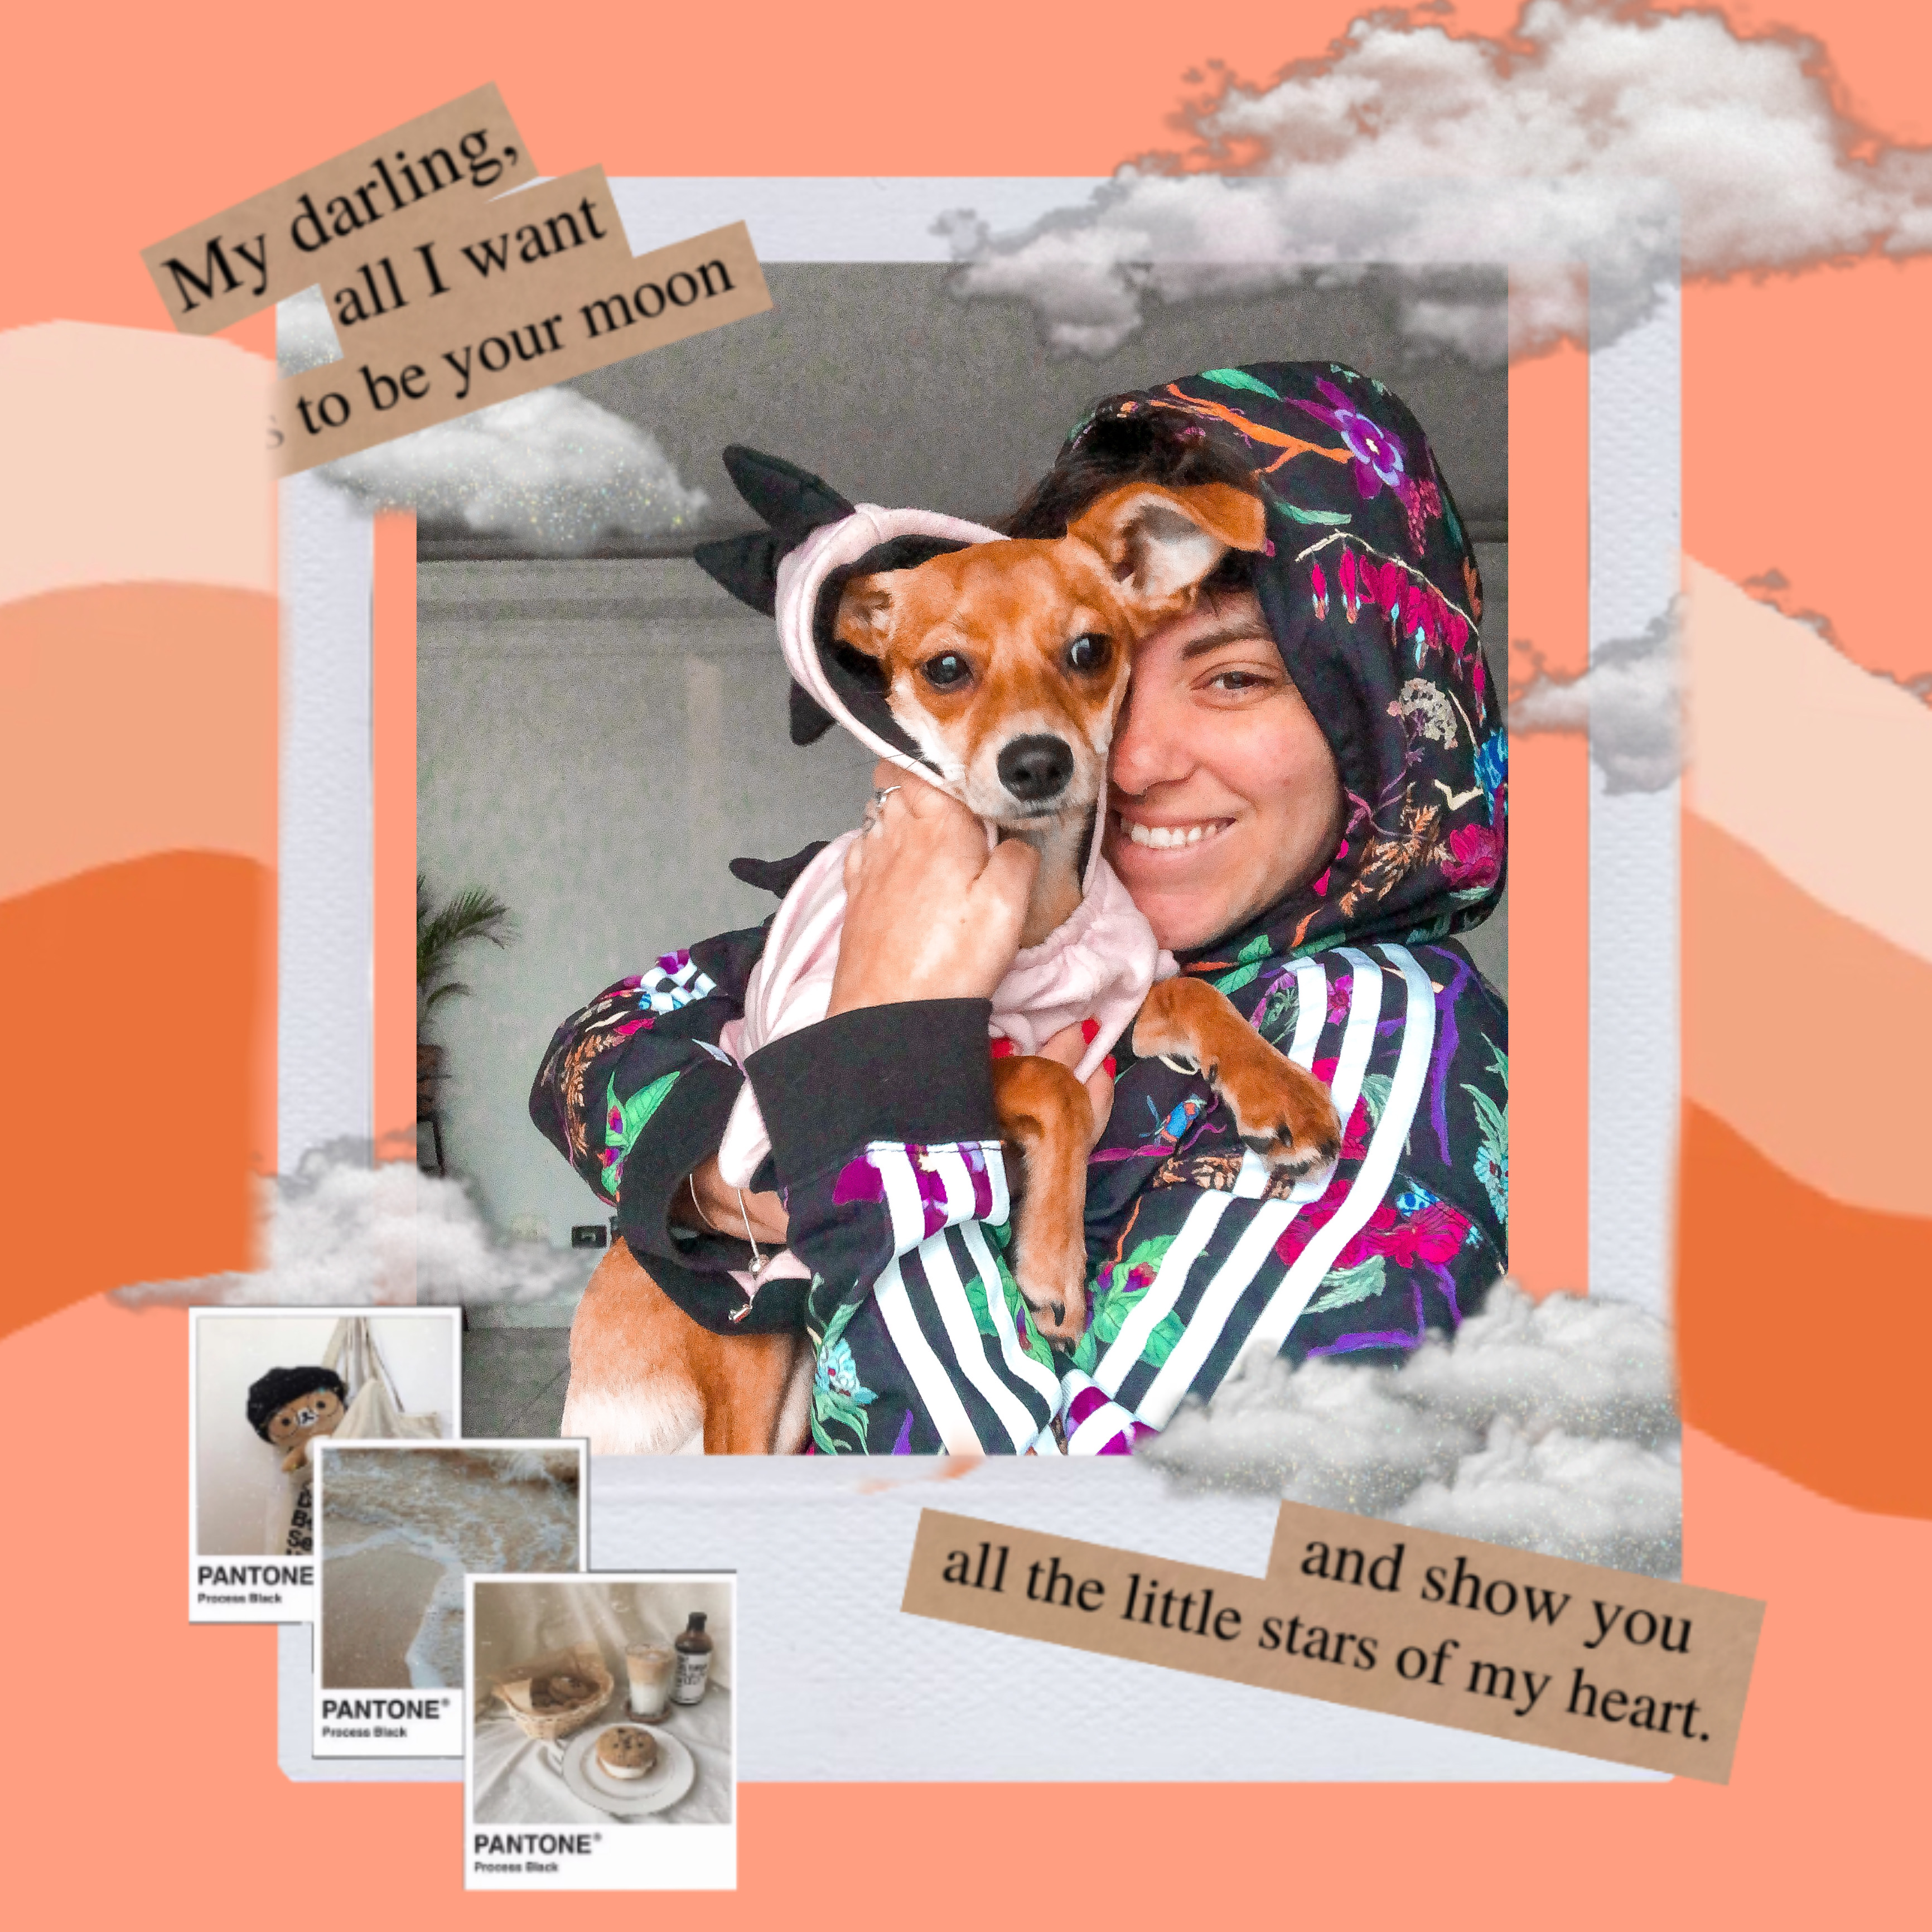 My darling,
all I want
s to be your moon
and show you
all the little stars of my heart.
PANTONE
Process Black
PANTONE®
Process Black
PANTONE®
Process Black